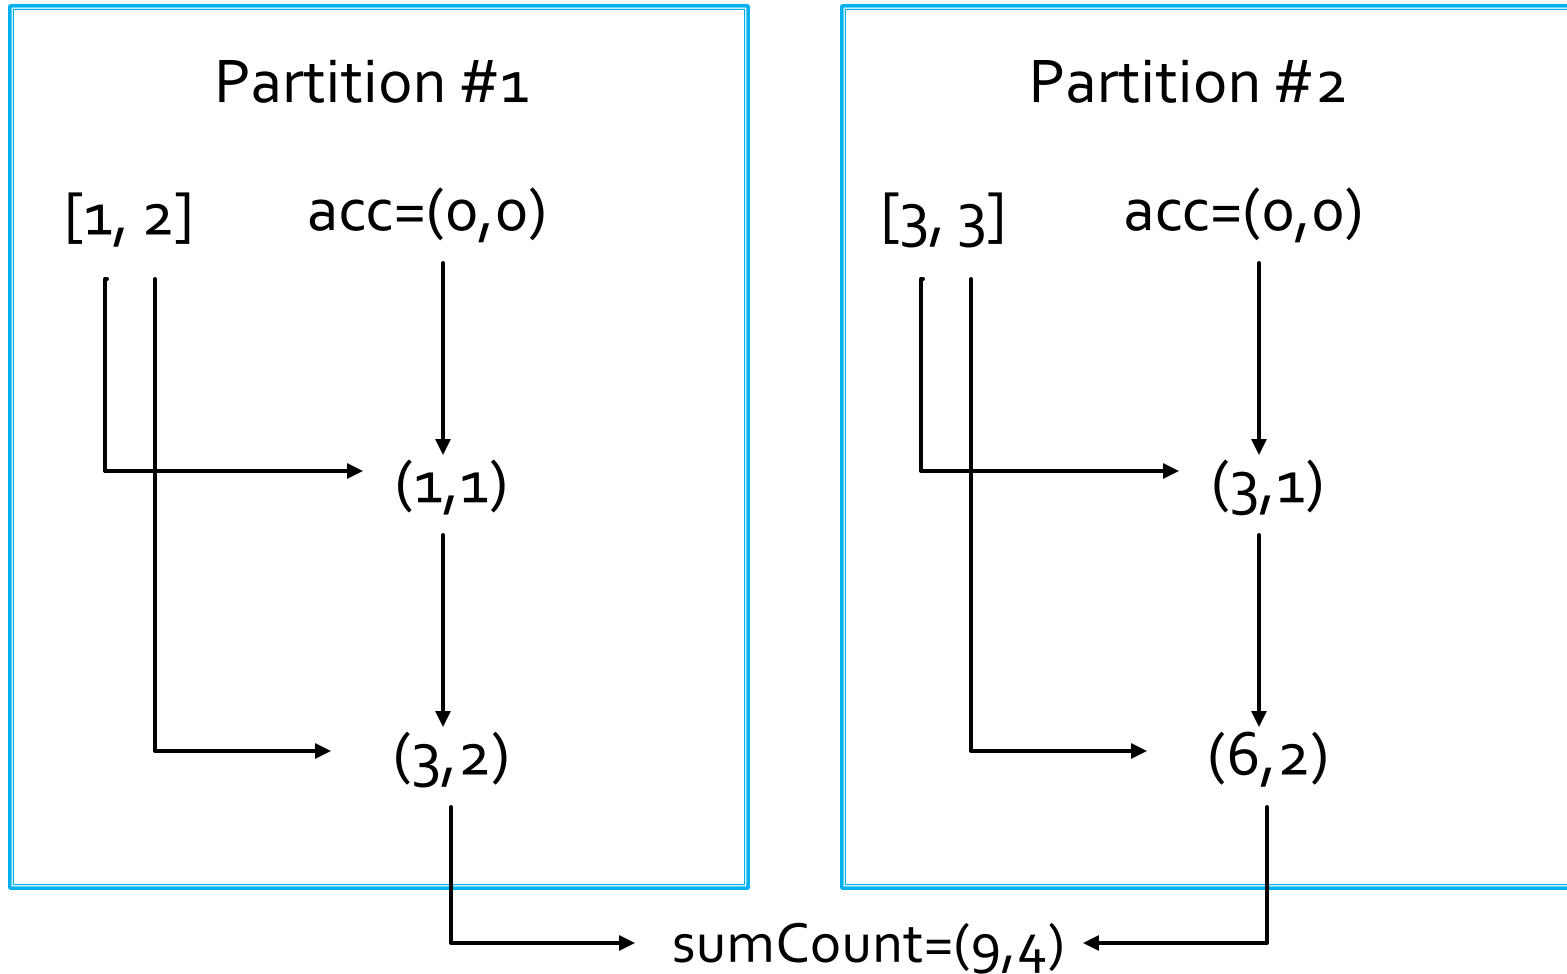 Partition #1
[1, 2] acc=(0,0)
(1,1)
(3,2)
Partition #2
[3, 3] acc=(0,0)
(3,1)
(6,2)
sumCount=(9,4)